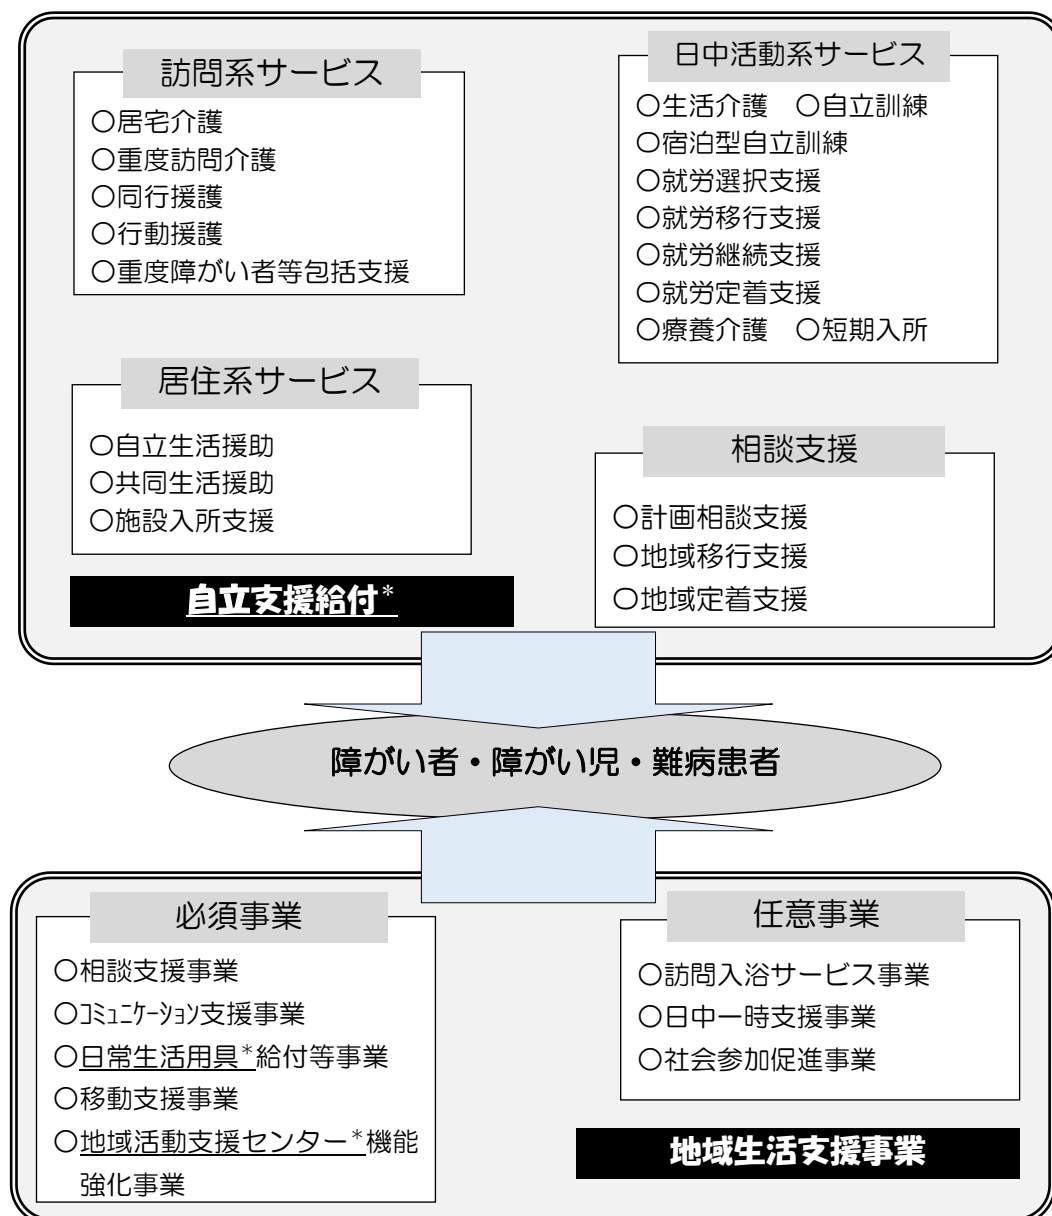 訪問系サービス
○居宅介護
○重度訪問介護
○同行援護
○行動援護
○重度障がい者等包括支援
日中活動系サービス
○生活介護　○自立訓練
○宿泊型自立訓練
○就労選択支援
○就労移行支援
○就労継続支援
○就労定着支援
○療養介護　○短期入所
居住系サービス
○自立生活援助
○共同生活援助
○施設入所支援
相談支援
○計画相談支援
○地域移行支援
○地域定着支援
自立支援給付*
障がい者・障がい児・難病患者
必須事業
○相談支援事業
○ｺﾐｭﾆｹｰｼｮﾝ支援事業
○日常生活用具*給付等事業
○移動支援事業
○地域活動支援センター*機能
強化事業
任意事業
○訪問入浴サービス事業
○日中一時支援事業
○社会参加促進事業
地域生活支援事業